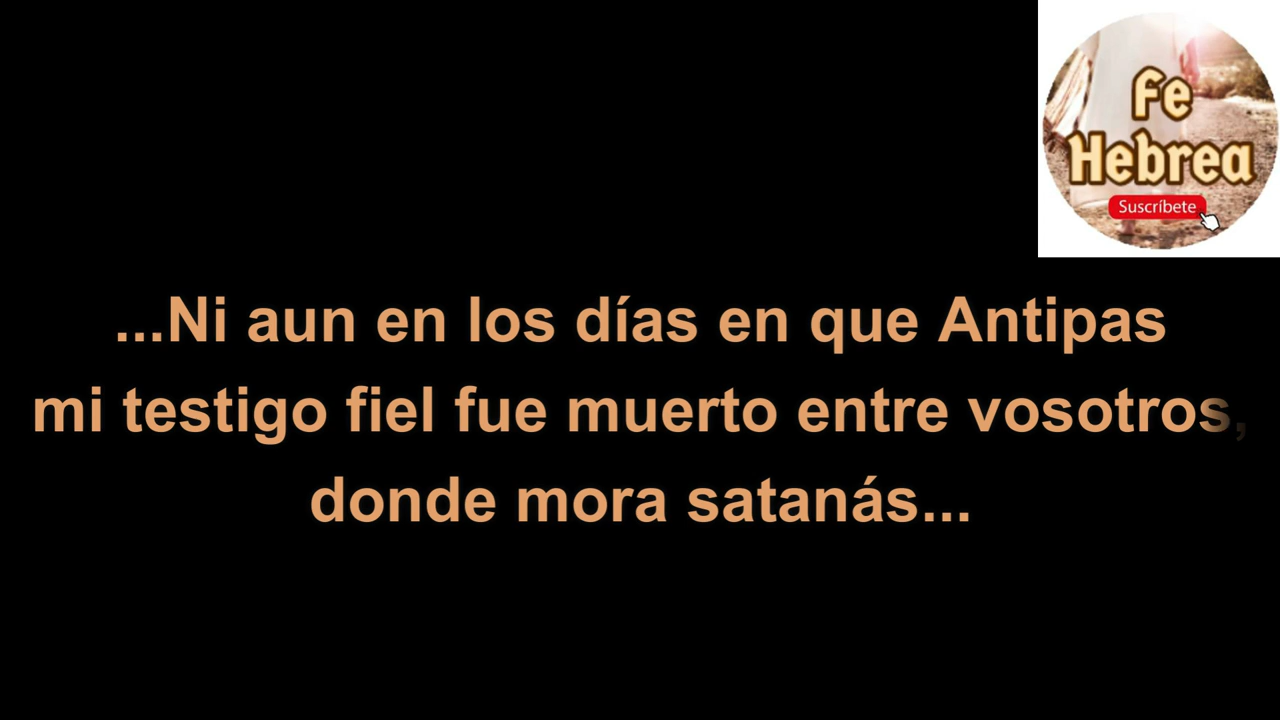 Fe
Hebrea
Suscríbete
...Ni aun en los días en que Antipas
mi testigo fiel fue muerto entre vosotros,
donde mora satanás...